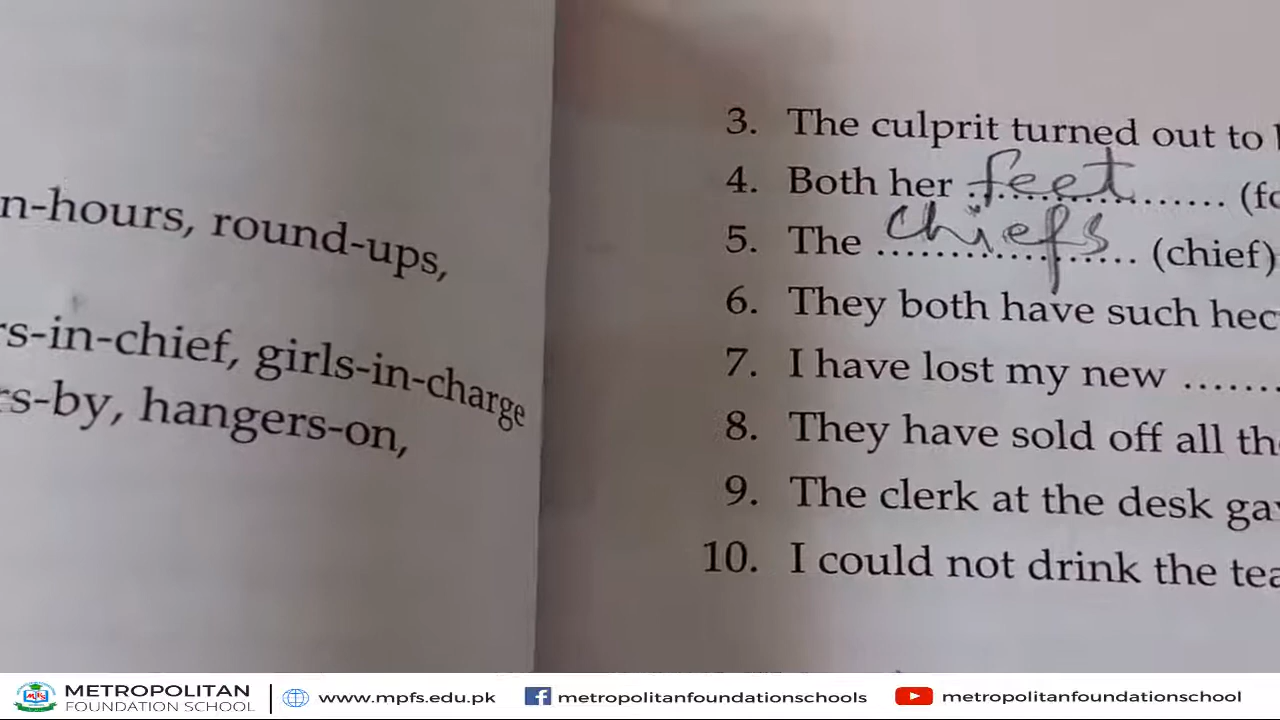 n-hours, round-ups,
s-in-chief, girls-in-charge
s-by, hangers-on,
3. The culprit turned out to
4. Both her feet ............ (fo
5. The chiefs ............ (chief)
6. They both have such hec
7. I have lost my new .......
8. They have sold off all th
9. The clerk at the desk ga
10. I could not drink the tea
METROPOLITAN
FOUNDATION SCHOOL
www.mpfs.edu.pk
metropolitanfoundationschools
metropolitanfoundationschool